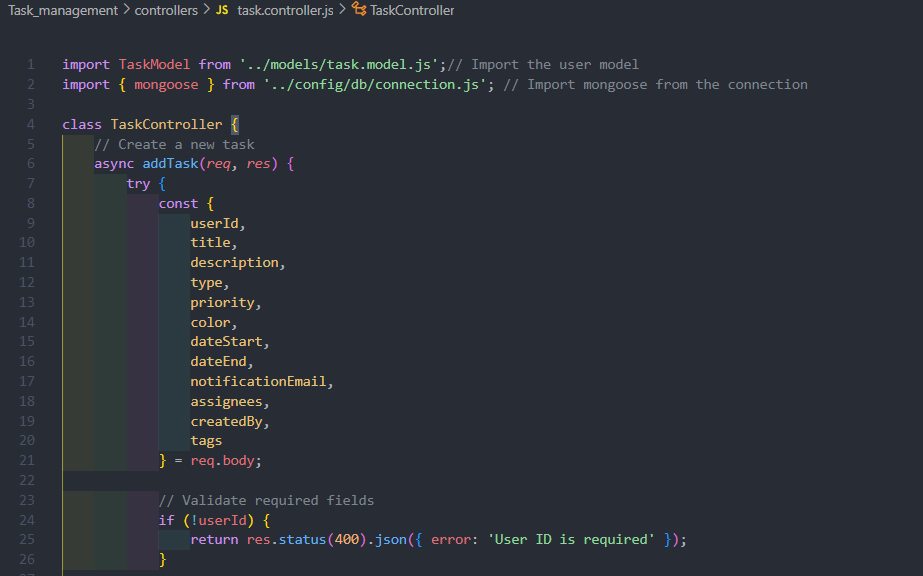 Task_management > controllers > JS task.controller.js > TaskController
1 import TaskModel from '../models/task.model.js';// Import the user model
2 import { mongoose } from '../config/db/connection.js'; // Import mongoose from the connection
3
4 class TaskController {
5 // Create a new task
6 async addTask(req, res) {
7 try {
8 const {
9 userId,
10 title,
11 description,
12 type,
13 priority,
14 color,
15 dateStart,
16 dateEnd,
17 notificationEmail,
18 assignees,
19 createdBy,
20 tags
21 } = req.body;
22
23 // Validate required fields
24 if (!userId) {
25 return res.status(400).json({ error: 'User ID is required' });
26 }
27